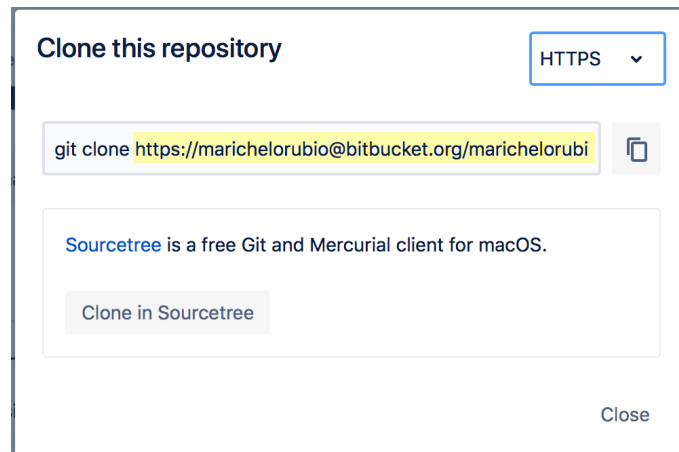 Clone this repository
HTTPS
git clone https://marichelorubio@bitbucket.org/marichelorubi
Sourcetree is a free Git and Mercurial client for macOS.
Clone in Sourcetree
Close